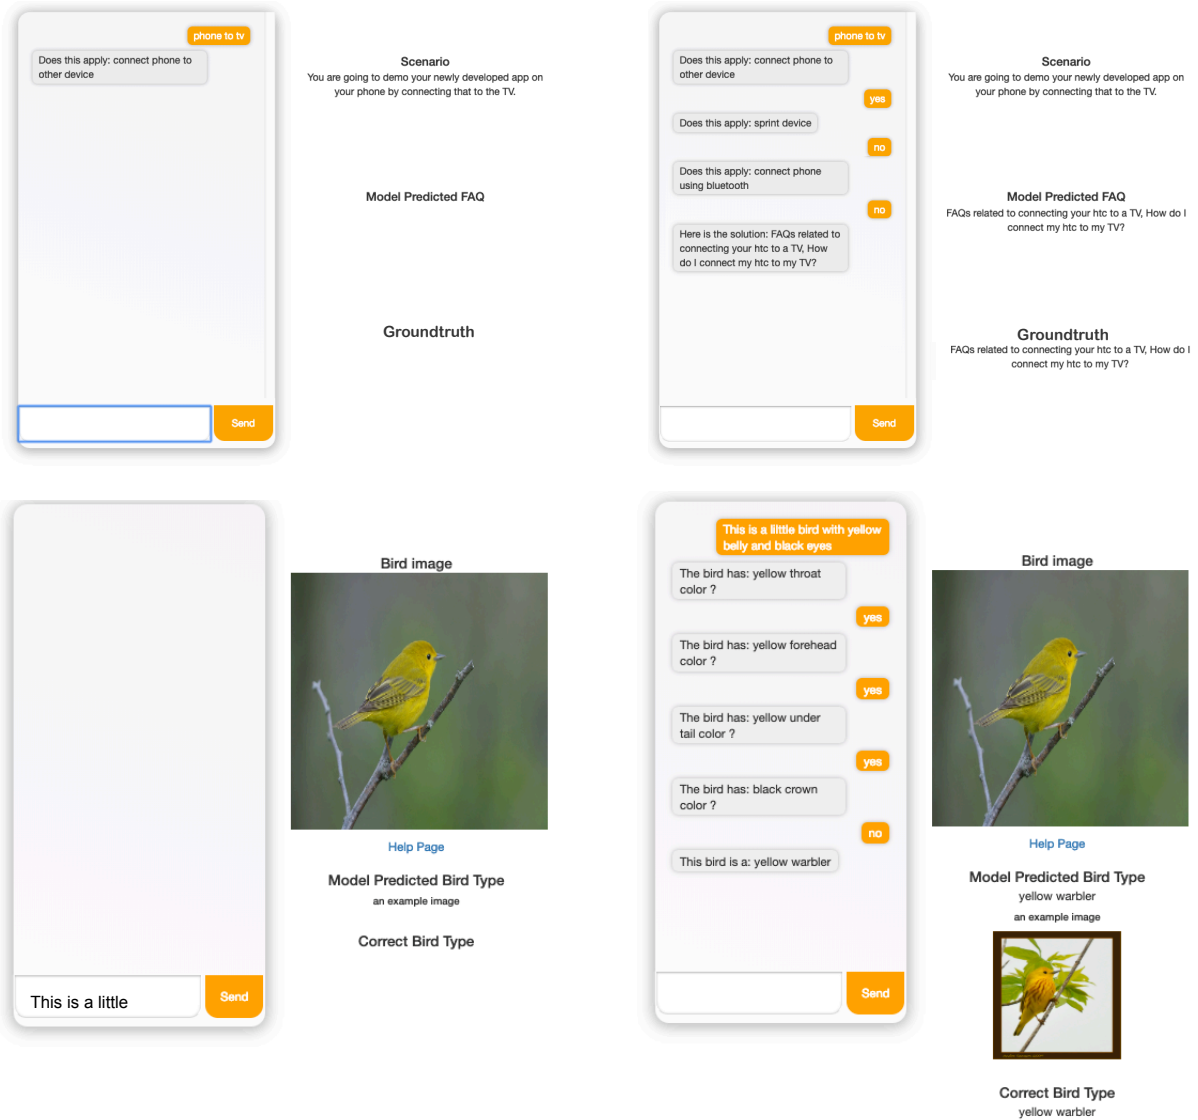 phone to tv
Does this apply: connect phone to
other device
Scenario
You are going to demo your newly developed app on
your phone by connecting that to the TV.
Model Predicted FAQ
Groundtruth
Send
phone to tv
Does this apply: connect phone to
other device
yes
Does this apply: sprint device
no
Does this apply: connect phone
using bluetooth
no
Here is the solution: FAQs related to
connecting your htc to a TV, How
do I connect my htc to my TV?
Scenario
You are going to demo your newly developed app on
your phone by connecting that to the TV.
Model Predicted FAQ
FAQs related to connecting your htc to a TV, How do I
connect my htc to my TV?
Groundtruth
FAQs related to connecting your htc to a TV, How do I
connect my htc to my TV?
Send
Bird image
Help Page
Model Predicted Bird Type
an example image
Correct Bird Type
This is a little
Send
This is a lilttle bird with yellow
belly and black eyes
The bird has: yellow throat
color ?
yes
The bird has: yellow forehead
color ?
yes
The bird has: yellow under
tail color ?
yes
The bird has: black crown
color ?
no
This bird is a: yellow warbler
Send
Bird image
Help Page
Model Predicted Bird Type
yellow warbler
an example image
Correct Bird Type
yellow warbler